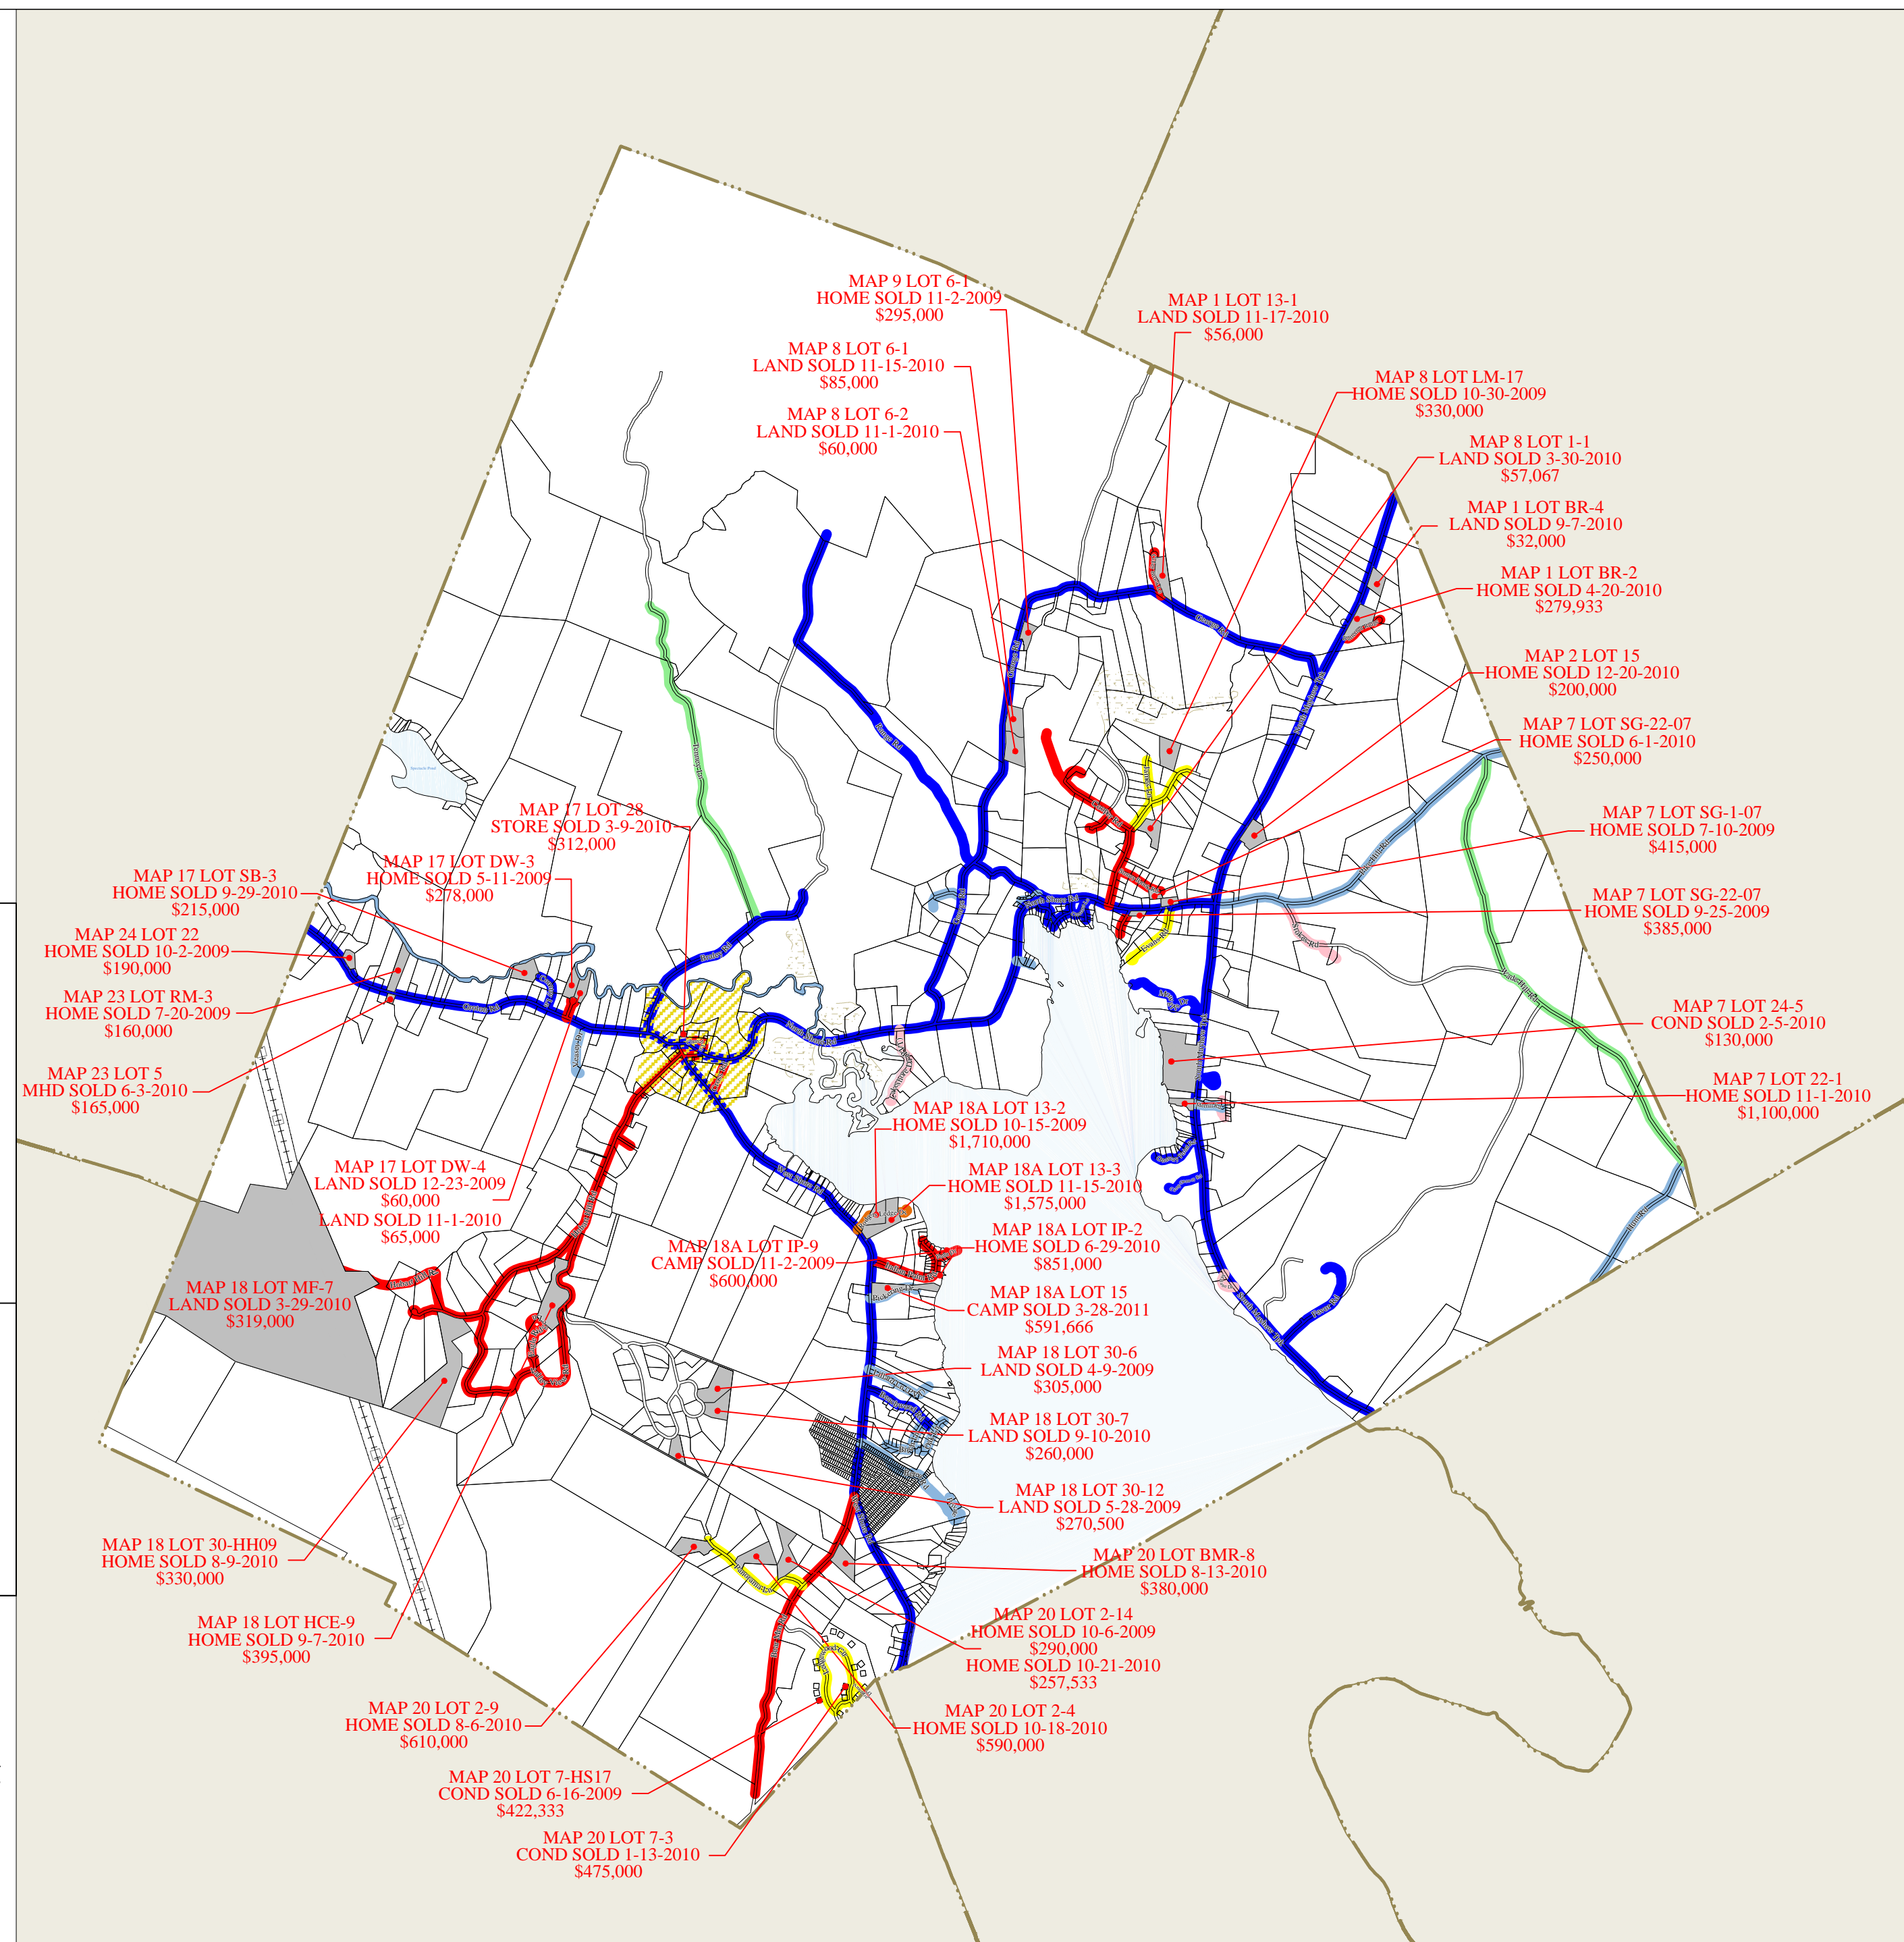 MAP 9 LOT 6-1
HOME SOLD 11-2-2009
$295,000
MAP 1 LOT 13-1
LAND SOLD 11-17-2010
$56,000
MAP 8 LOT 6-1
LAND SOLD 11-15-2010
$85,000
MAP 8 LOT LM-17
HOME SOLD 10-30-2009
$330,000
MAP 8 LOT 6-2
LAND SOLD 11-1-2010
$60,000
MAP 8 LOT 1-1
LAND SOLD 3-30-2010
$57,067
MAP 1 LOT BR-4
LAND SOLD 9-7-2010
$32,000
MAP 1 LOT BR-2
HOME SOLD 4-20-2010
$279,933
MAP 2 LOT 15
HOME SOLD 12-20-2010
$200,000
MAP 7 LOT SG-22-07
HOME SOLD 6-1-2010
$250,000
MAP 17 LOT 28
STORE SOLD 3-9-2010
$312,000
MAP 7 LOT SG-1-07
HOME SOLD 7-10-2009
$415,000
MAP 17 LOT DW-3
HOME SOLD 5-11-2009
$278,000
MAP 17 LOT SB-3
HOME SOLD 9-29-2010
$215,000
MAP 7 LOT SG-22-07
HOME SOLD 9-25-2009
$385,000
MAP 24 LOT 22
HOME SOLD 10-2-2009
$190,000
MAP 23 LOT RM-3
HOME SOLD 7-20-2009
$160,000
MAP 7 LOT 24-5
COND SOLD 2-5-2010
$130,000
MAP 23 LOT 5
MHD SOLD 6-3-2010
$165,000
MAP 7 LOT 22-1
HOME SOLD 11-1-2010
$1,100,000
MAP 18A LOT 13-2
HOME SOLD 10-15-2009
$1,710,000
MAP 17 LOT DW-4
LAND SOLD 12-23-2009
$60,000
LAND SOLD 11-1-2010
$65,000
MAP 18A LOT 13-3
HOME SOLD 11-15-2010
$1,575,000
MAP 18A LOT IP-2
HOME SOLD 6-29-2010
$851,000
MAP 18A LOT IP-9
CAMP SOLD 11-2-2009
$600,000
MAP 18 LOT MF-7
LAND SOLD 3-29-2010
$319,000
MAP 18A LOT 15
CAMP SOLD 3-28-2011
$591,666
MAP 18 LOT 30-6
LAND SOLD 4-9-2009
$305,000
MAP 18 LOT 30-7
LAND SOLD 9-10-2010
$260,000
MAP 18 LOT 30-12
LAND SOLD 5-28-2009
$270,500
MAP 18 LOT 30-HH09
HOME SOLD 8-9-2010
$330,000
MAP 20 LOT BMR-8
HOME SOLD 8-13-2010
$380,000
MAP 18 LOT HCE-9
HOME SOLD 9-7-2010
$395,000
MAP 20 LOT 2-14
HOME SOLD 10-6-2009
$290,000
HOME SOLD 10-21-2010
$257,533
MAP 20 LOT 2-9
HOME SOLD 8-6-2010
$610,000
MAP 20 LOT 2-4
HOME SOLD 10-18-2010
$590,000
MAP 20 LOT 7-HS17
COND SOLD 6-16-2009
$422,333
MAP 20 LOT 7-3
COND SOLD 1-13-2010
$475,000
George Rd
North Shore Rd
West Shore Rd